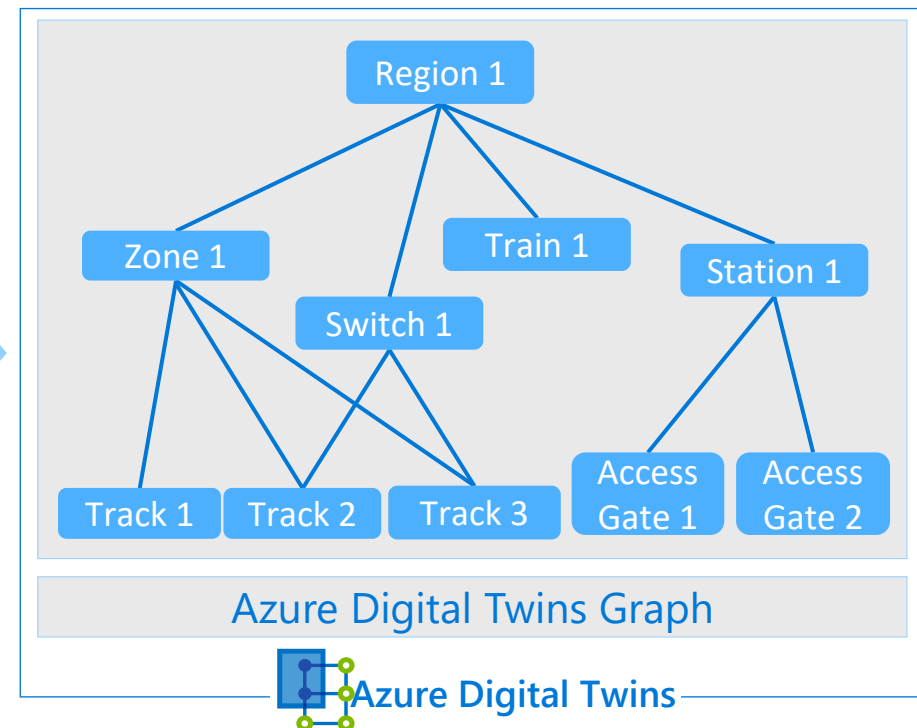 Region 1
Zone 1
Train 1
Station 1
Switch 1
Track 1
Track 2
Track 3
Access
Gate 1
Access
Gate 2
Azure Digital Twins Graph
Azure Digital Twins